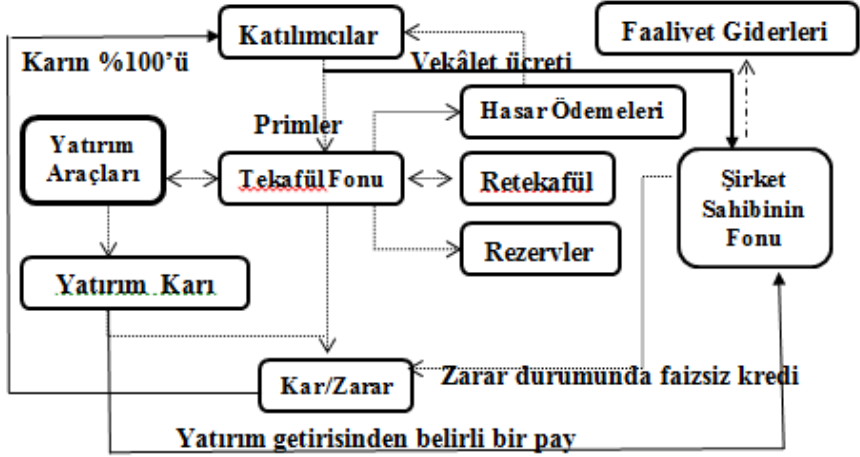 Katılımcılar
Faaliyet Giderleri
Karın %100’ü
Vekâlet ücreti
Hasar Ödemeleri
Primler
Yatırım
Araçları
Tekafül Fonu
Retekafül
Şirket
Sahibinin
Fonu
Rezervler
Yatırım Karı
Kar/Zarar
Zarar durumunda faizsiz kredi
Yatırım getirisinden belirli bir pay